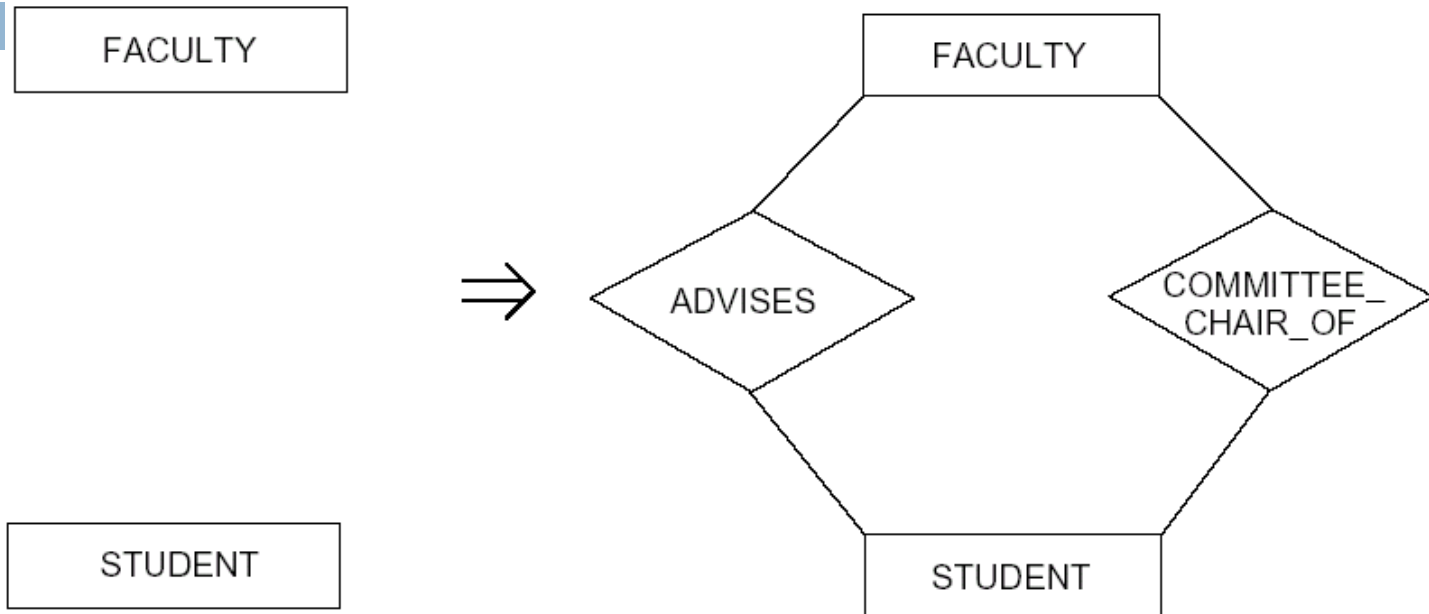 FACULTY
FACULTY
ADVISES
COMMITTEE_
CHAIR_OF
STUDENT
STUDENT